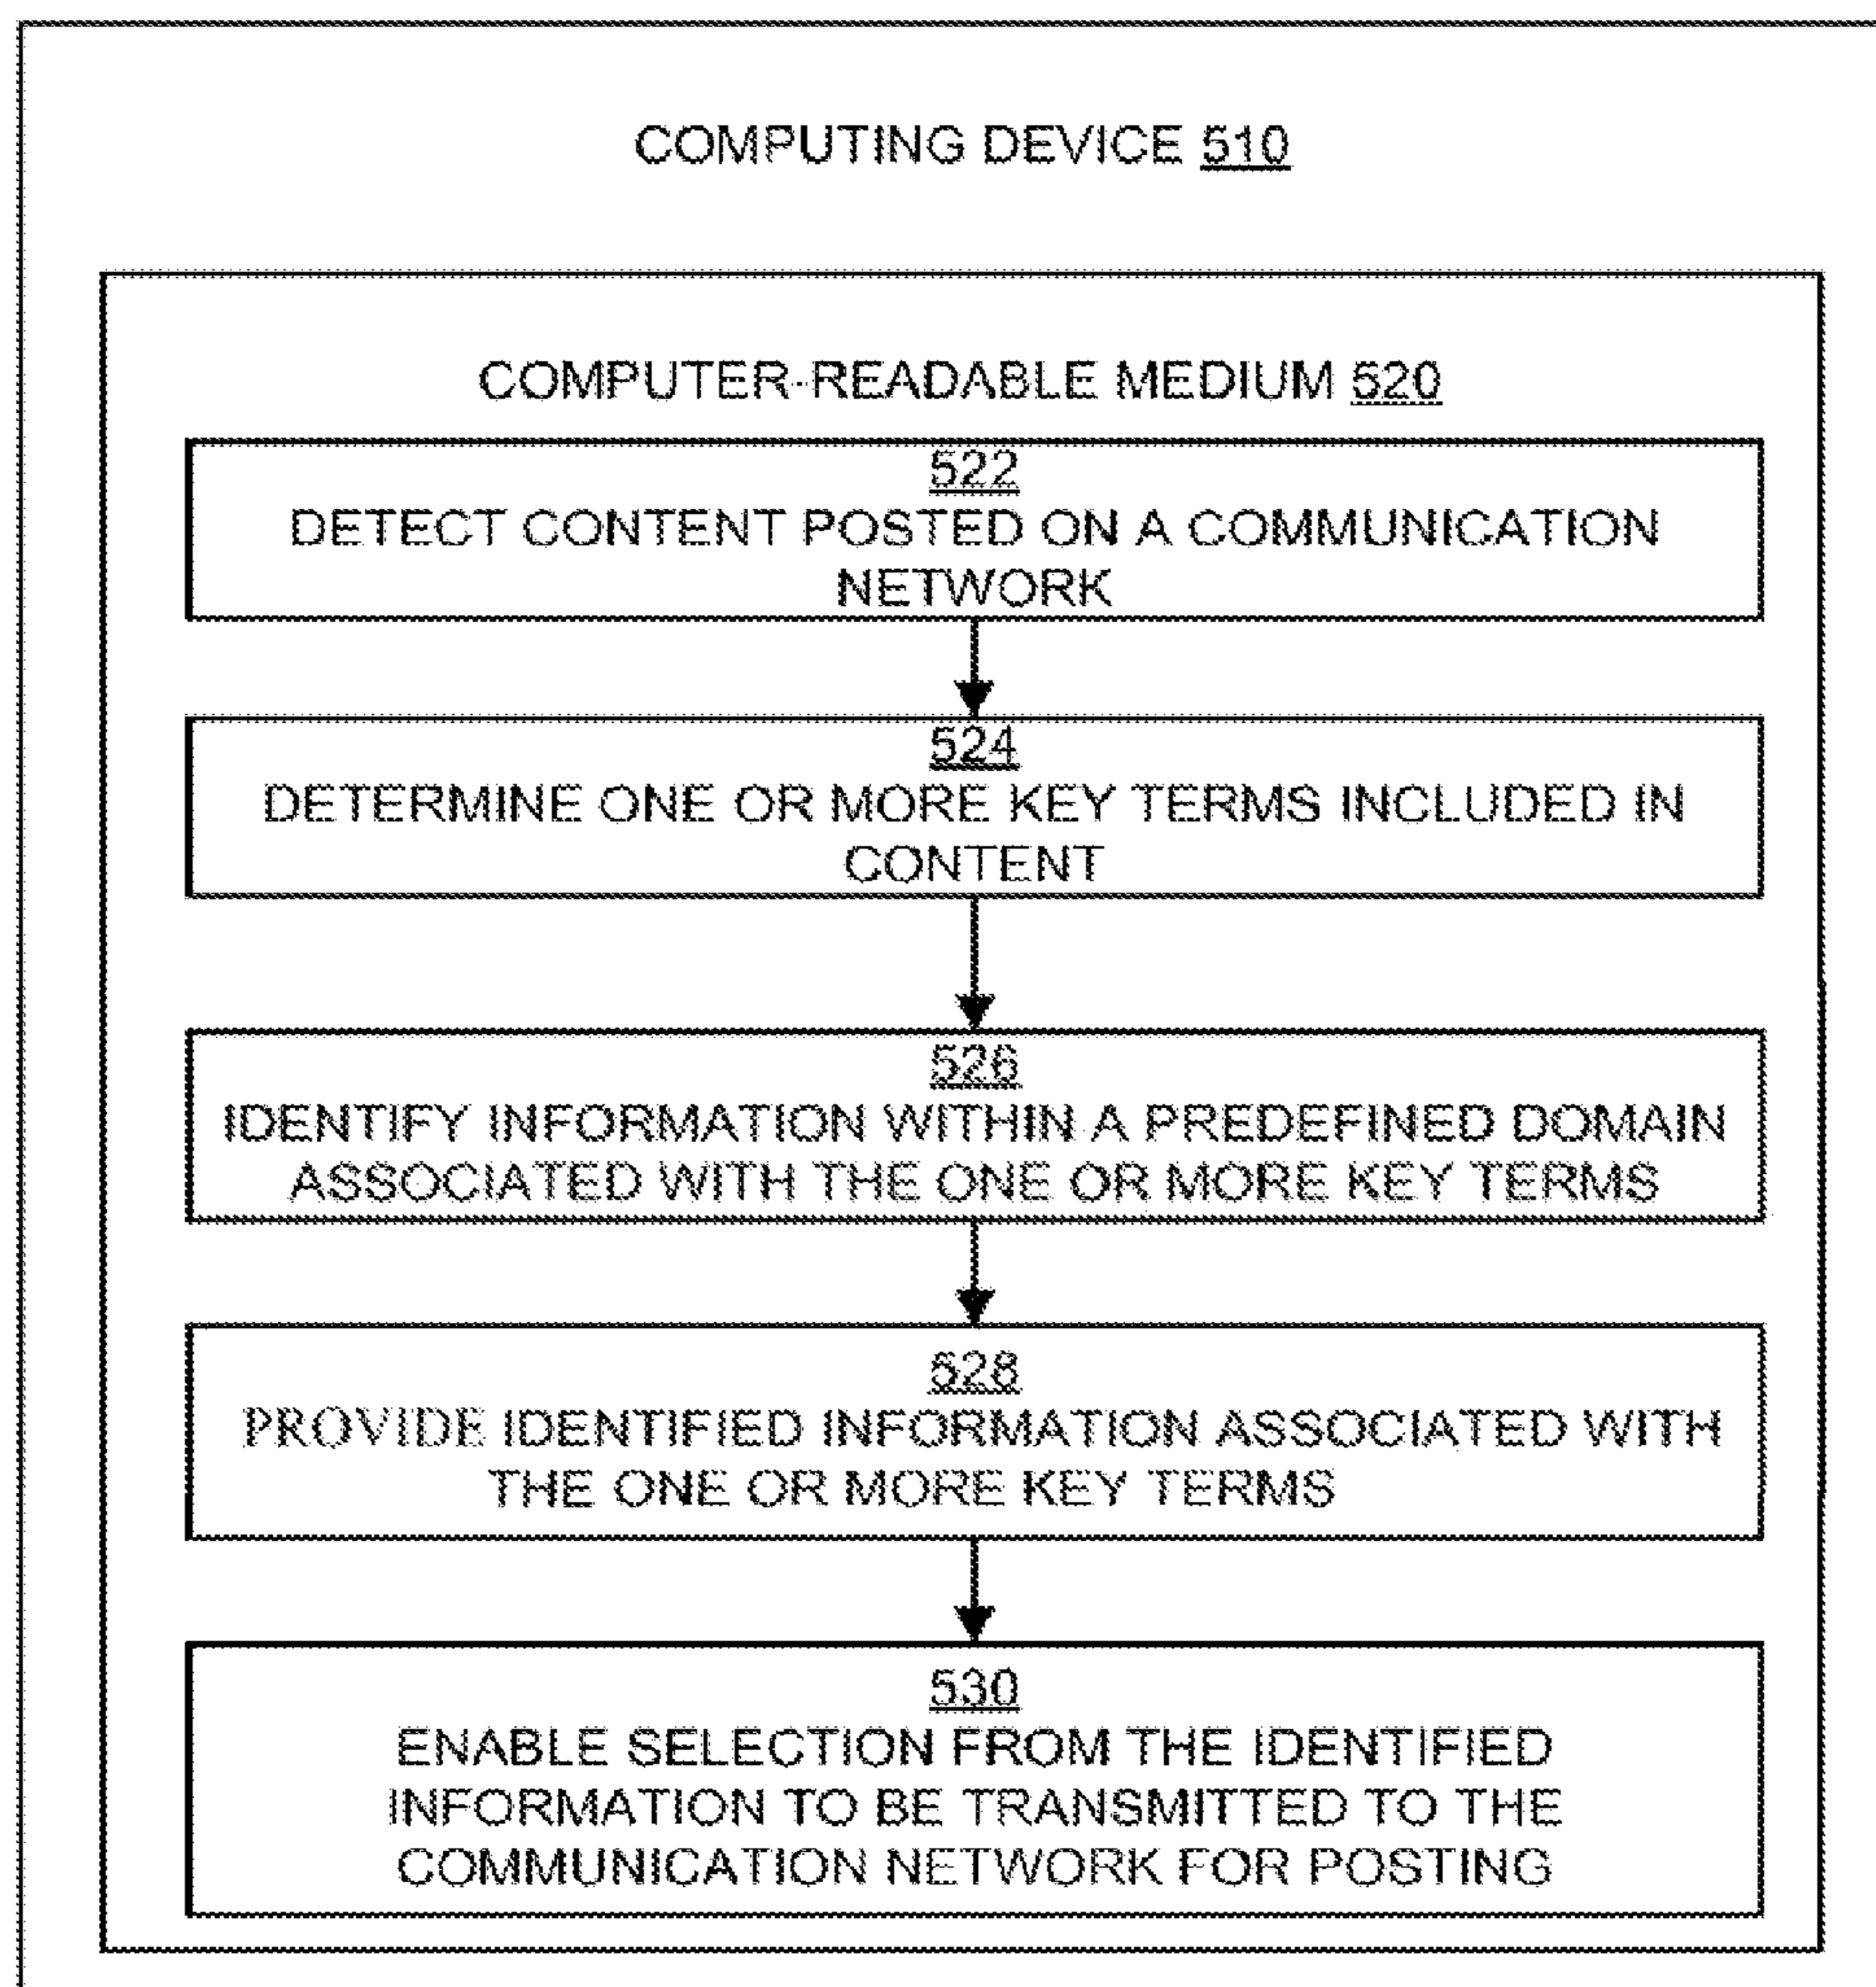 COMPUTING DEVICE 510
COMPUTER-READABLE MEDIUM 520
522
DETECT CONTENT POSTED ON A COMMUNICATION
NETWORK
524
DETERMINE ONE OR MORE KEY TERMS INCLUDED IN
CONTENT
526
IDENTIFY INFORMATION WITHIN A PREDEFINED DOMAIN
ASSOCIATED WITH THE ONE OR MORE KEY TERMS
528
PROVIDE IDENTIFIED INFORMATION ASSOCIATED WITH
THE ONE OR MORE KEY TERMS
530
ENABLE SELECTION FROM THE IDENTIFIED
INFORMATION TO BE TRANSMITTED TO THE
COMMUNICATION NETWORK FOR POSTING